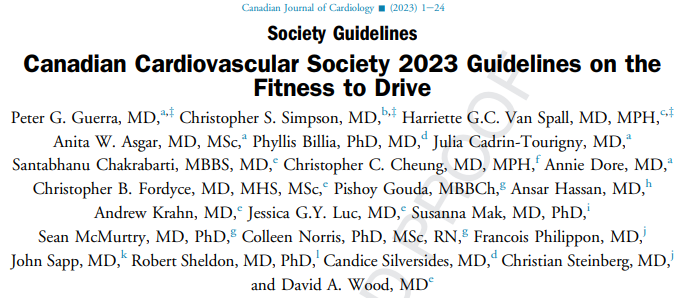 Canadian Journal of Cardiology ■ (2023) 1–24
Society Guidelines
Canadian Cardiovascular Society 2023 Guidelines on the
Fitness to Drive
Peter G. Guerra, MD,a,‡ Christopher S. Simpson, MD,b,‡ Harriette G.C. Van Spall, MD, MPH,c,‡
Anita W. Asgar, MD, MSc,a Phyllis Billia, PhD, MD,d Julia Cadrin-Tourigny, MD,a
Santabhanu Chakrabarti, MBBS, MD,e Christopher C. Cheung, MD, MPH,f Annie Dore, MD,a
Christopher B. Fordyce, MD, MHS, MSc,e Pishoy Gouda, MBBCh,g Ansar Hassan, MD,h
Andrew Krahn, MD,e Jessica G.Y. Luc, MD,e Susanna Mak, MD, PhD,i
Sean McMurtry, MD, PhD,g Colleen Norris, PhD, MSc, RN,g Francois Philippon, MD,j
John Sapp, MD,k Robert Sheldon, MD, PhD,l Candice Silversides, MD,d Christian Steinberg, MD,j
and David A. Wood, MDe